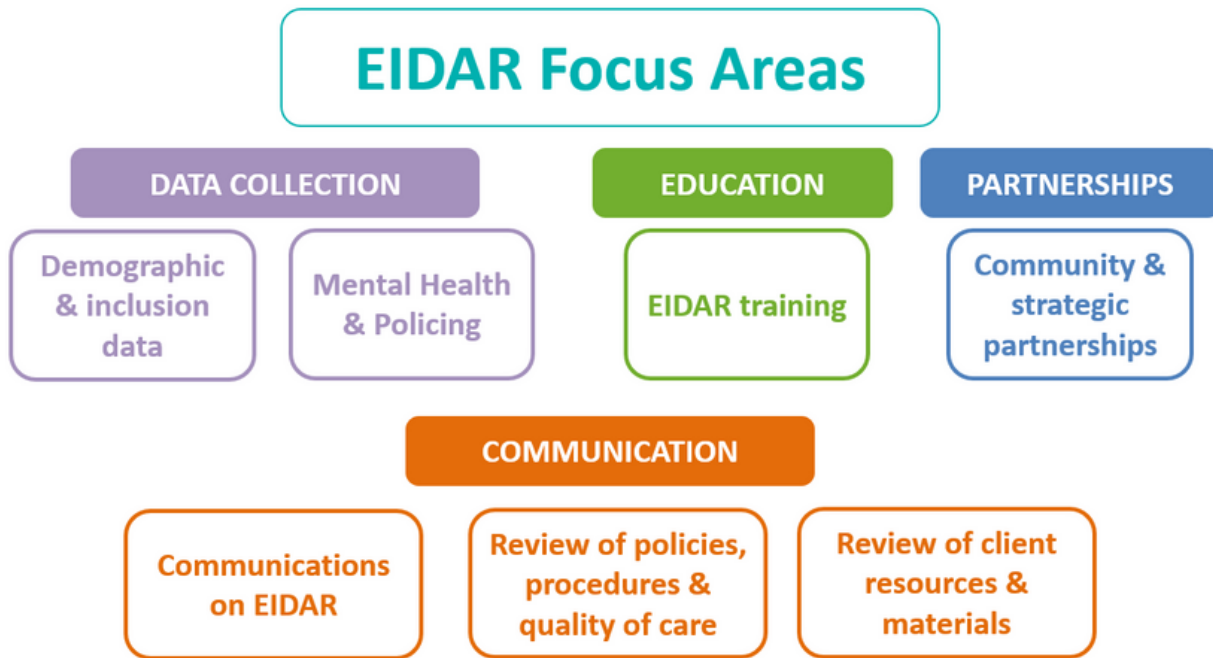 EIDAR Focus Areas
DATA COLLECTION
Demographic
& inclusion
data
Mental Health
& Policing
EDUCATION
EIDAR training
PARTNERSHIPS
Community &
strategic
partnerships
COMMUNICATION
Communications
on EIDAR
Review of policies,
procedures &
quality of care
Review of client
resources &
materials